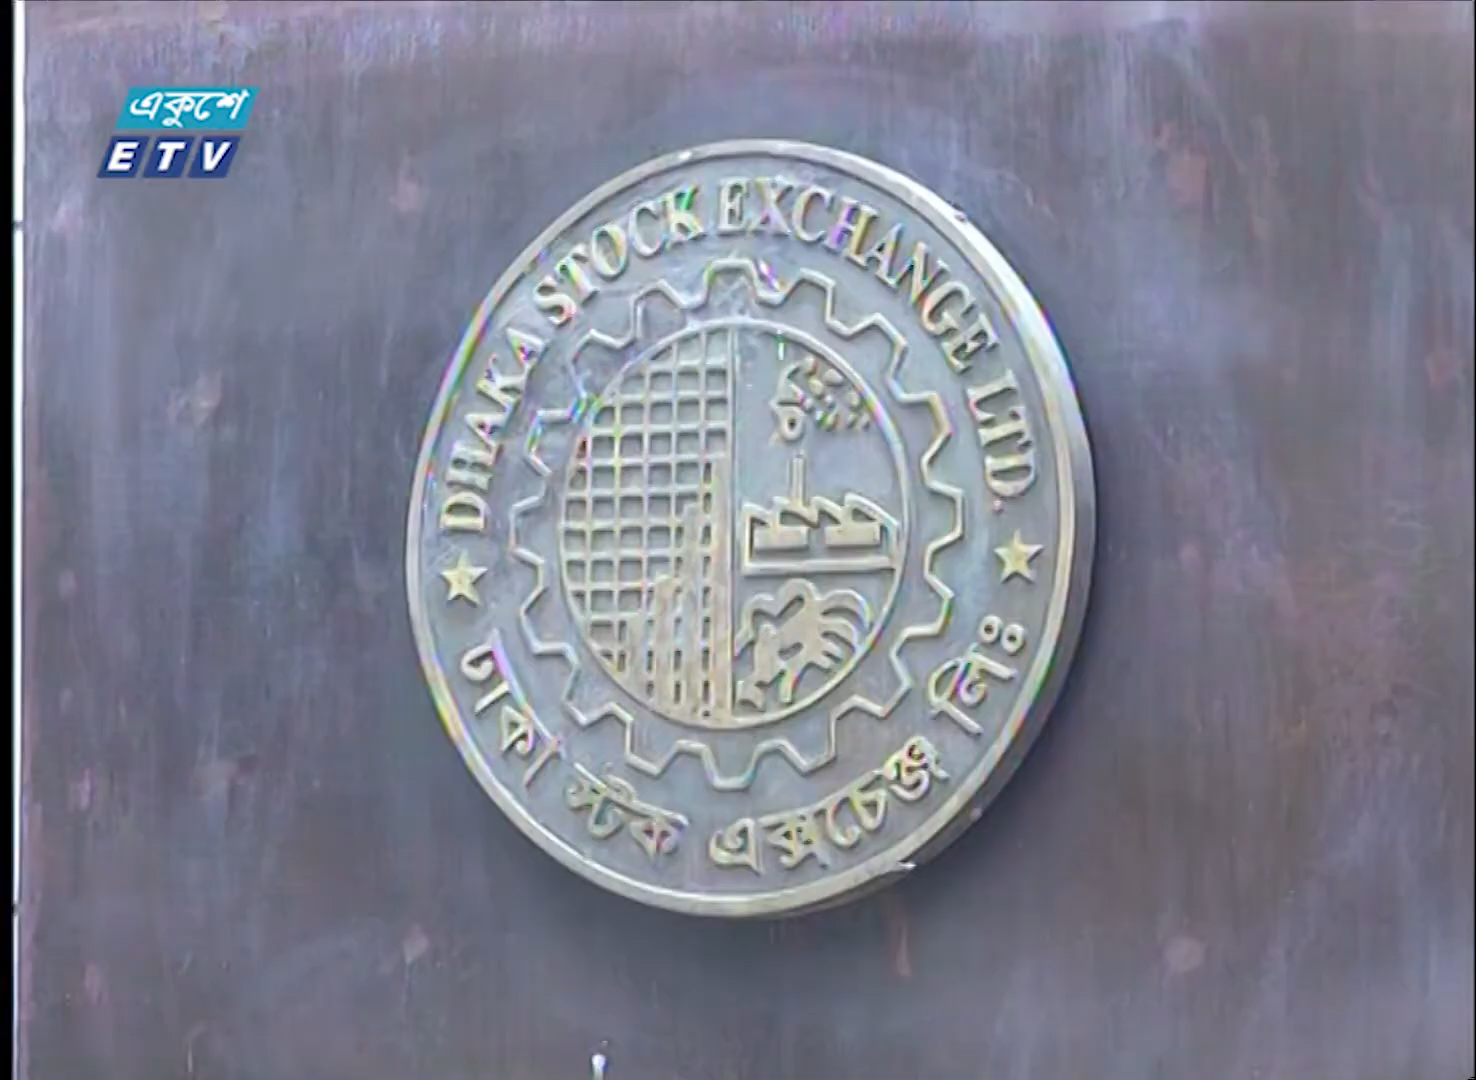 একুশে
ETV
DHAKA STOCK EXCHANGE LTD.
ঢাকা স্টক এক্সচেঞ্জ লিঃ